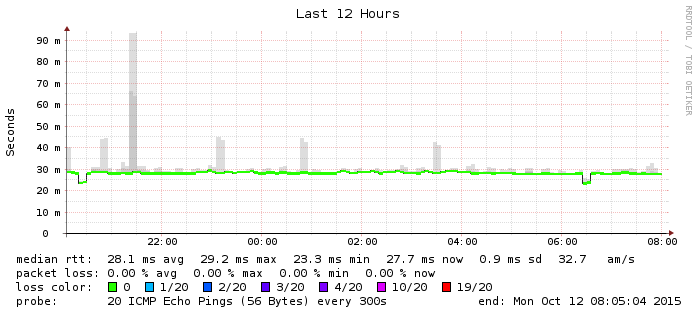 Last 12 Hours
RRDTOOL / TOBI OETIKER
Seconds
90 m
80 m
70 m
60 m
50 m
40 m
30 m
20 m
10 m
0
22:00 00:00 02:00 04:00 06:00 08:00
median rtt: 28.1 ms avg 29.2 ms max 23.3 ms min 27.7 ms now 0.9 ms sd 32.7 am/s
packet loss: 0.00 % avg 0.00 % max 0.00 % min 0.00 % now
loss color: 0 1/20 2/20 3/20 4/20 10/20 19/20
probe: 20 ICMP Echo Pings (56 Bytes) every 300s end: Mon Oct 12 08:05:04 2015